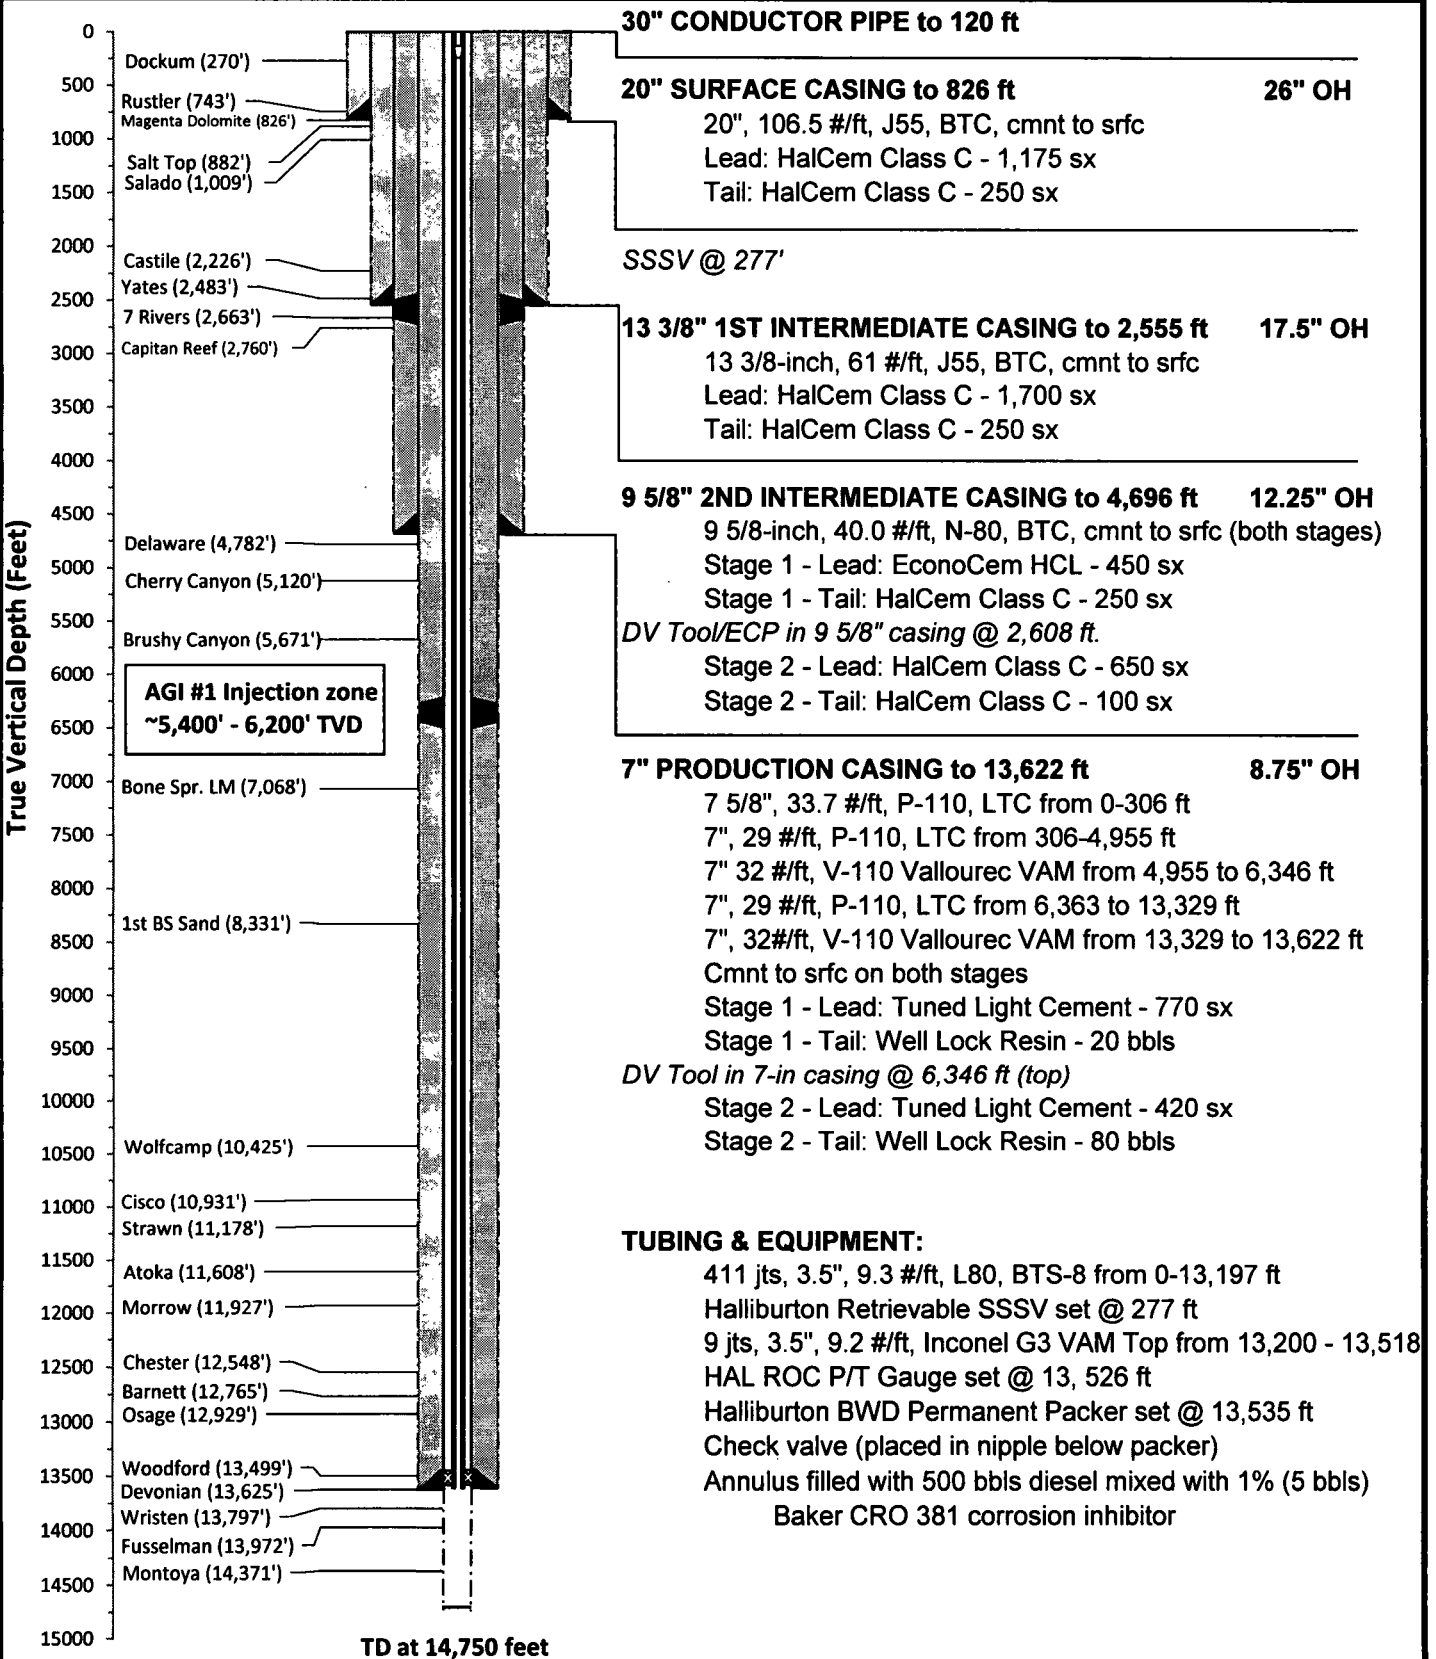 30" CONDUCTOR PIPE to 120 ft
20" SURFACE CASING to 826 ft 26" OH
20", 106.5 #/ft, J55, BTC, cmnt to srfc
Lead: HalCem Class C - 1,175 sx
Tail: HalCem Class C - 250 sx
SSSV @ 277'
13 3/8" 1ST INTERMEDIATE CASING to 2,555 ft 17.5" OH
13 3/8-inch, 61 #/ft, J55, BTC, cmnt to srfc
Lead: HalCem Class C - 1,700 sx
Tail: HalCem Class C - 250 sx
9 5/8" 2ND INTERMEDIATE CASING to 4,696 ft 12.25" OH
9 5/8-inch, 40.0 #/ft, N-80, BTC, cmnt to srfc (both stages)
Stage 1 - Lead: EconoCem HCL - 450 sx
Stage 1 - Tail: HalCem Class C - 250 sx
DV Tool/ECP in 9 5/8" casing @ 2,608 ft.
Stage 2 - Lead: HalCem Class C - 650 sx
Stage 2 - Tail: HalCem Class C - 100 sx
7" PRODUCTION CASING to 13,622 ft 8.75" OH
7 5/8", 33.7 #/ft, P-110, LTC from 0-306 ft
7", 29 #/ft, P-110, LTC from 306-4,955 ft
7" 32 #/ft, V-110 Vallourec VAM from 4,955 to 6,346 ft
7", 29 #/ft, P-110, LTC from 6,363 to 13,329 ft
7", 32#/ft, V-110 Vallourec VAM from 13,329 to 13,622 ft
Cmnt to srfc on both stages
Stage 1 - Lead: Tuned Light Cement - 770 sx
Stage 1 - Tail: Well Lock Resin - 20 bbls
DV Tool in 7-in casing @ 6,346 ft (top)
Stage 2 - Lead: Tuned Light Cement - 420 sx
Stage 2 - Tail: Well Lock Resin - 80 bbls
TUBING & EQUIPMENT:
411 jts, 3.5", 9.3 #/ft, L80, BTS-8 from 0-13,197 ft
Halliburton Retrievable SSSV set @ 277 ft
9 jts, 3.5", 9.2 #/ft, Inconel G3 VAM Top from 13,200 - 13,518
HAL ROC P/T Gauge set @ 13, 526 ft
Halliburton BWD Permanent Packer set @ 13,535 ft
Check valve (placed in nipple below packer)
Annulus filled with 500 bbls diesel mixed with 1% (5 bbls)
Baker CRO 381 corrosion inhibitor
True Vertical Depth (Feet)
0
500
1000
1500
2000
2500
3000
3500
4000
4500
5000
5500
6000
6500
7000
7500
8000
8500
9000
9500
10000
10500
11000
11500
12000
12500
13000
13500
14000
14500
15000
Dockum (270')
Rustler (743')
Magenta Dolomite (826')
Salt Top (882')
Salado (1,009')
Castile (2,226')
Yates (2,483')
7 Rivers (2,663')
Capitan Reef (2,760')
Delaware (4,782')
Cherry Canyon (5,120')
Brushy Canyon (5,671')
AGI #1 Injection zone
~5,400' - 6,200' TVD
Bone Spr. LM (7,068')
1st BS Sand (8,331')
Wolfcamp (10,425')
Cisco (10,931')
Strawn (11,178')
Atoka (11,608')
Morrow (11,927')
Chester (12,548')
Barnett (12,765')
Osage (12,929')
Woodford (13,499')
Devonian (13,625')
Wristen (13,797')
Fusselman (13,972')
Montoya (14,371')
TD at 14,750 feet